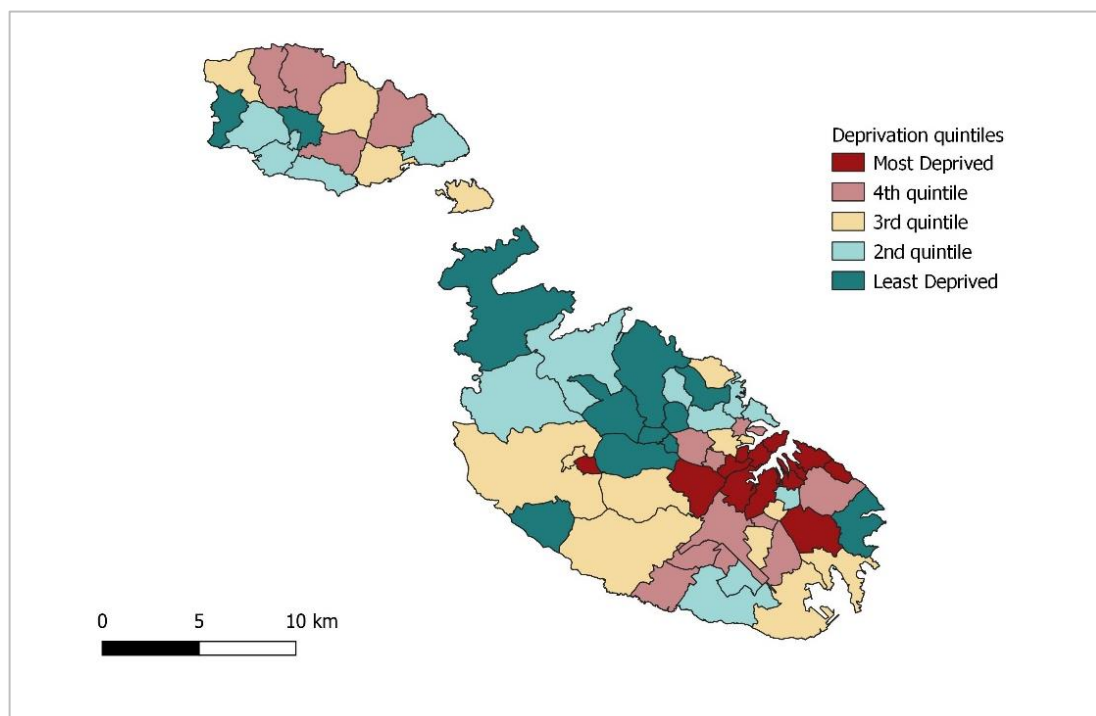 Deprivation quintiles
Most Deprived
4th quintile
3rd quintile
2nd quintile
Least Deprived
0 5 10 km